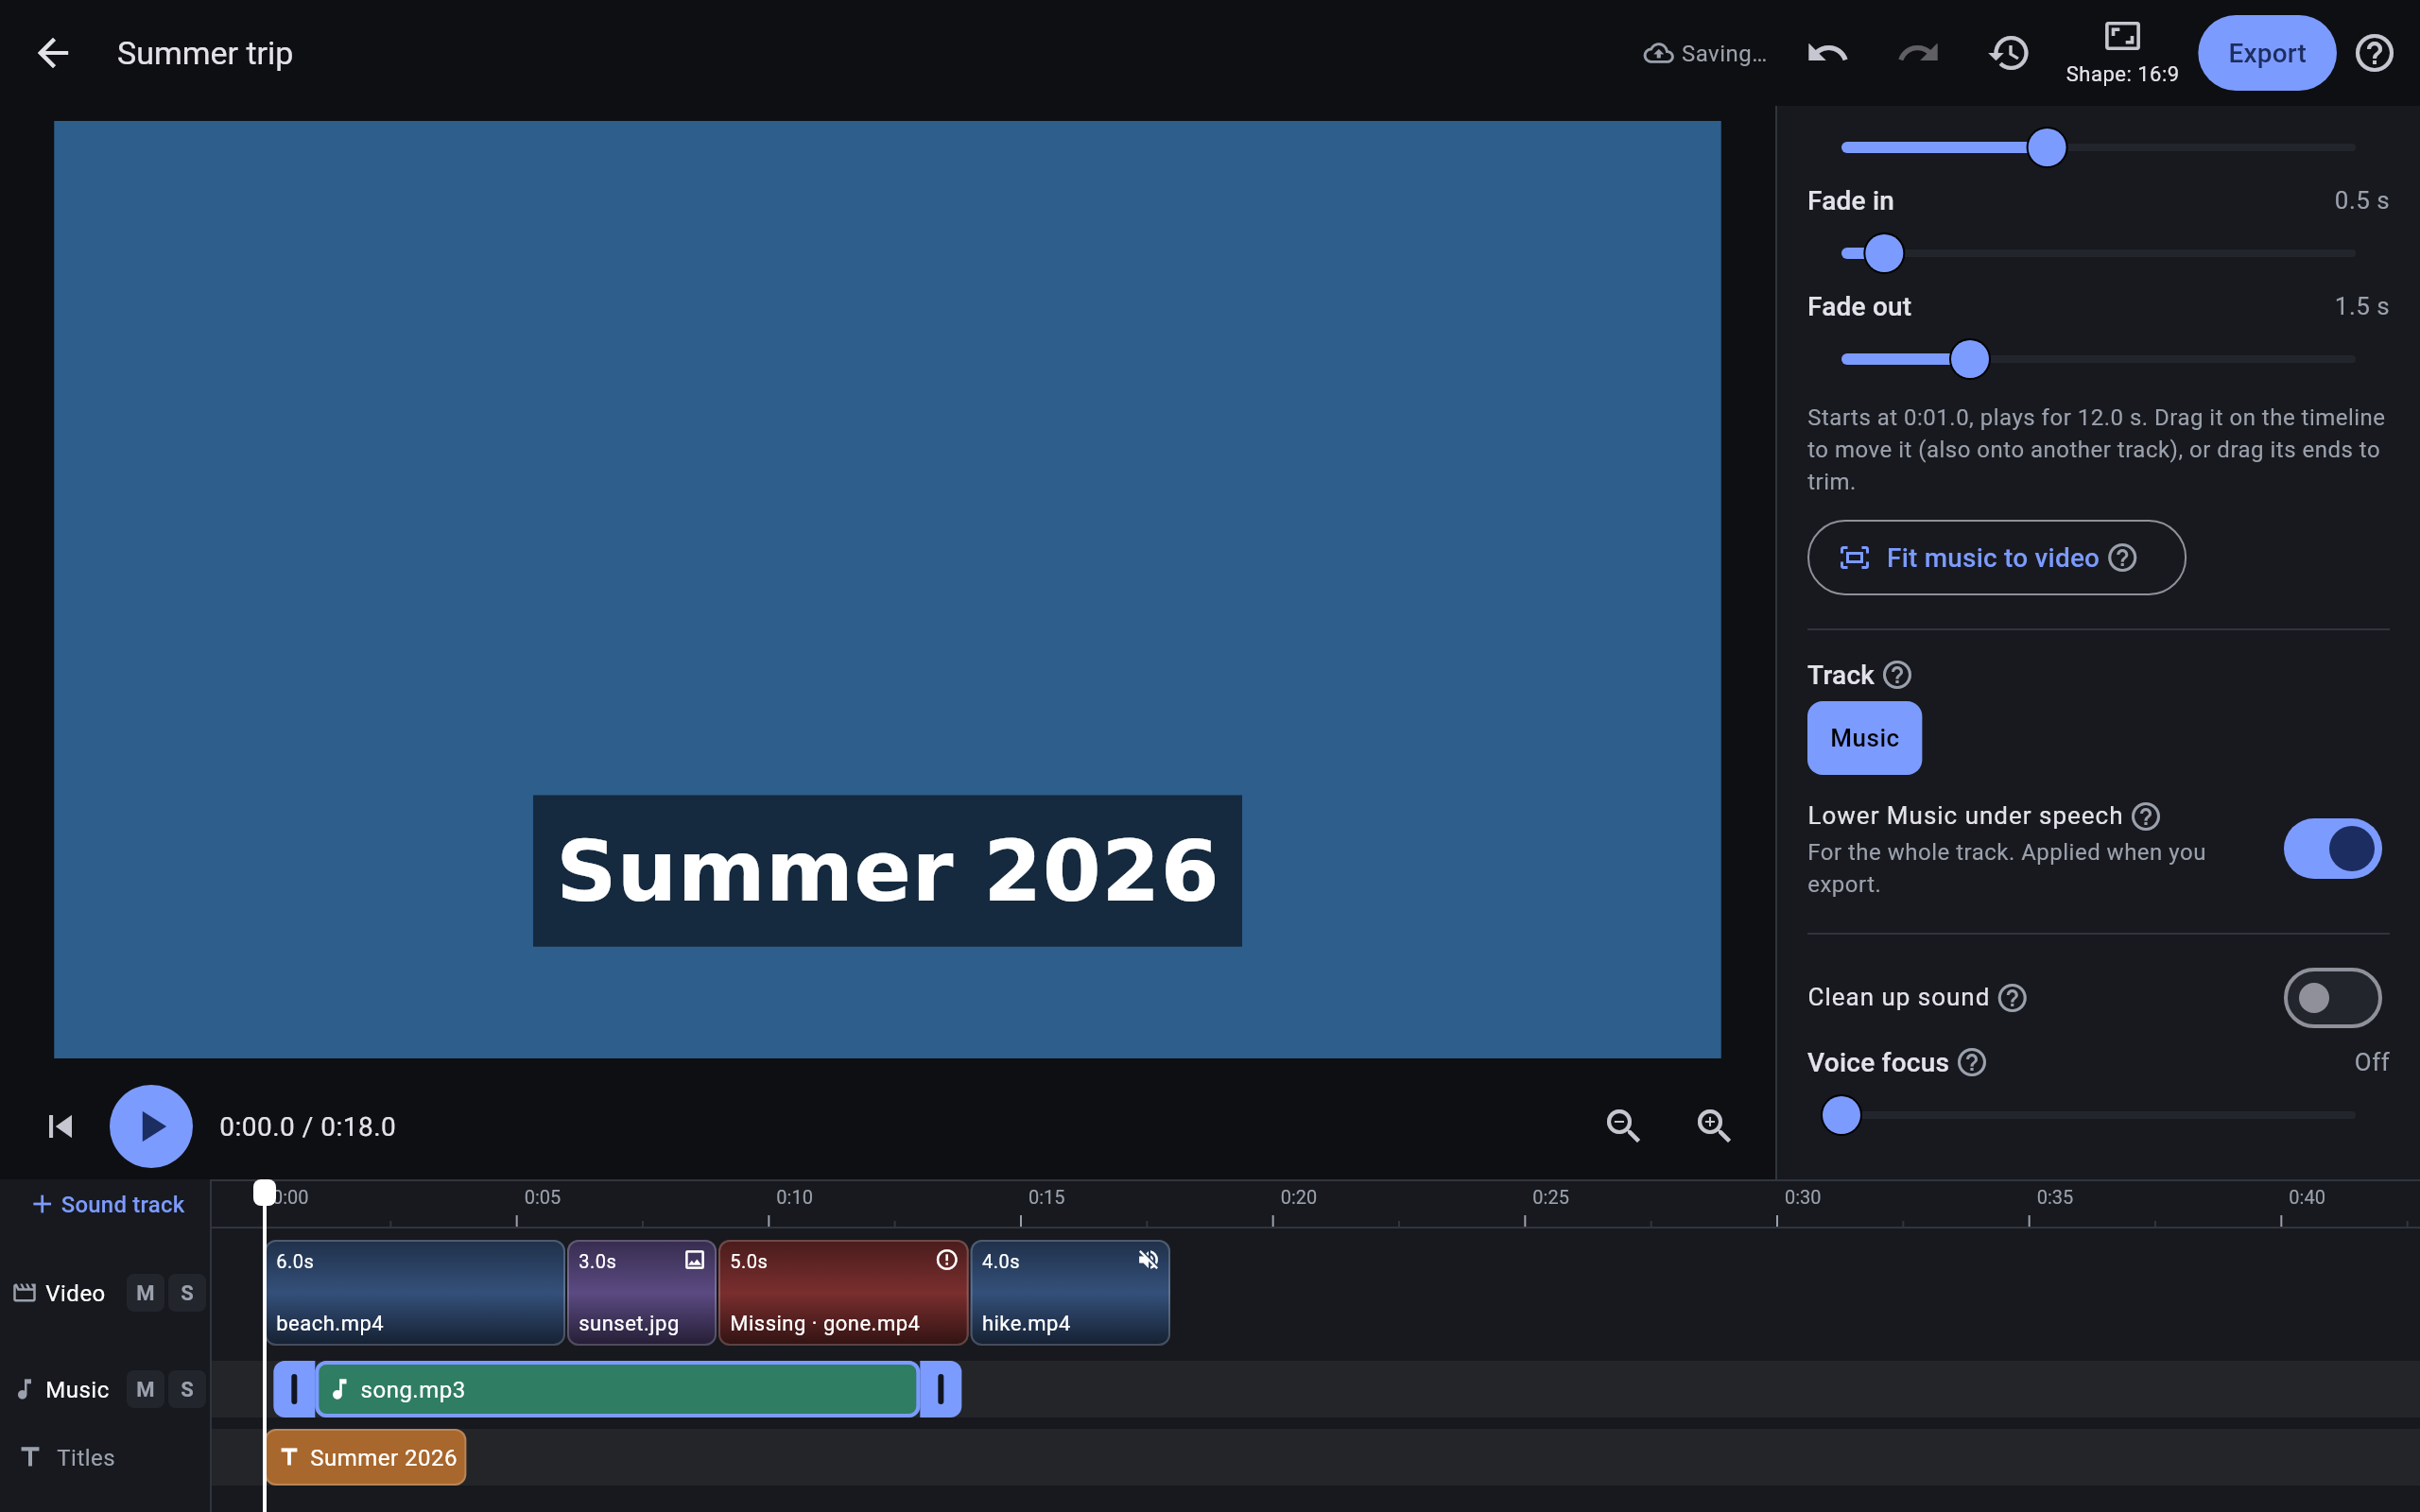 Summer trip
Saving...
Shape: 16:9
Export
Fade in
0.5 s
Fade out
1.5 s
Starts at 0:01.0, plays for 12.0 s. Drag it on the timeline
to move it (also onto another track), or drag its ends to
trim.
Fit music to video
Track
Music
Lower Music under speech
For the whole track. Applied when you
export.
Clean up sound
Voice focus
Off
Summer 2026
0:00.0 / 0:18.0
+ Sound track
0:00 0:05 0:10 0:15 0:20 0:25 0:30 0:35 0:40
Video M S
6.0s
beach.mp4
3.0s
sunset.jpg
5.0s
Missing · gone.mp4
4.0s
hike.mp4
Music M S
song.mp3
Titles
Summer 2026